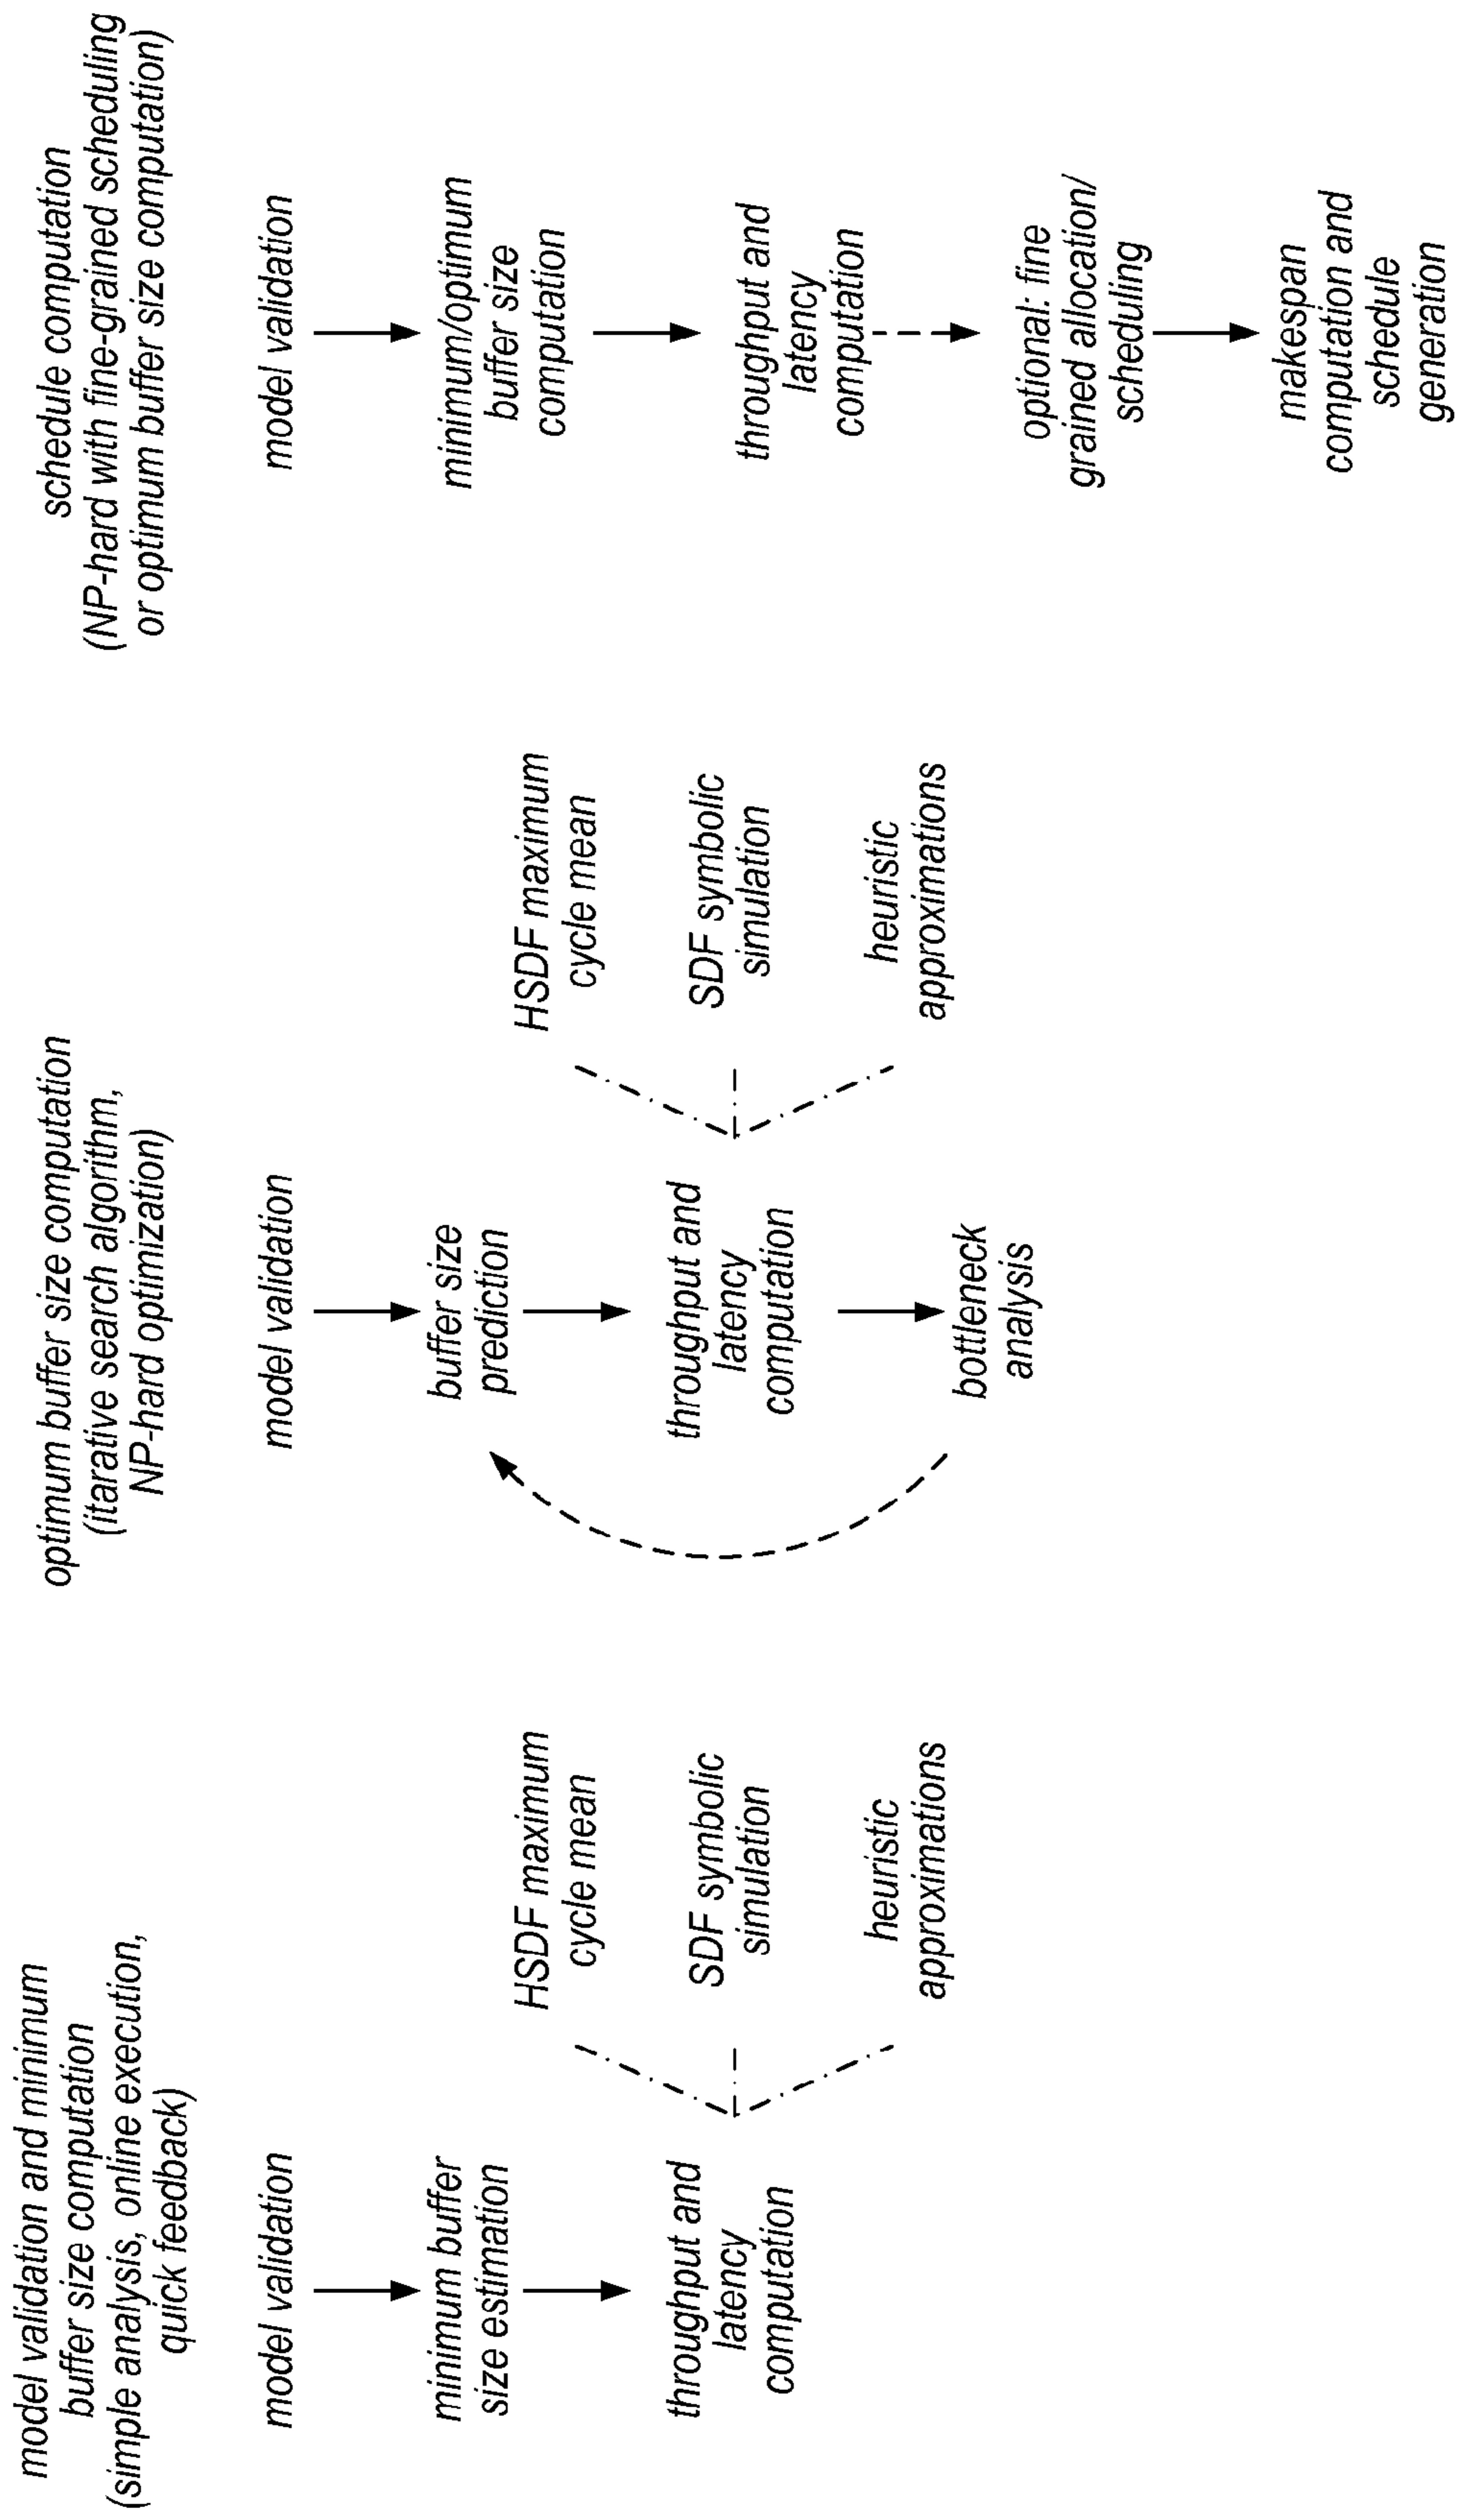 model validation and minimum
buffer size computation
(simple analysis, online execution,
quick feedback)
model validation
minimum buffer
size estimation
throughput and
latency
computation
HSDF maximum
cycle mean
SDF symbolic
simulation
heuristic
approximations
optimum buffer size computation
(itarative search algorithm,
NP-hard optimization)
model validation
buffer size
prediction
throughput and
latency
computation
bottleneck
analysis
HSDF maximum
cycle mean
SDF symbolic
simulation
heuristic
approximations
schedule computation
(NP-hard with fine-grained scheduling
or optimum buffer size computation)
model validation
minimum/optimum
buffer size
computation
throughput and
latency
computation
optional: fine
grained allocation/
scheduling
makespan
computation and
schedule
generation